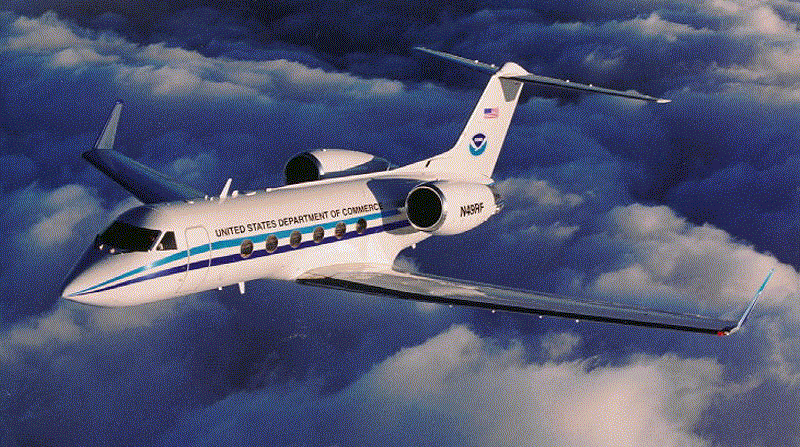 UNITED STATES DEPARTMENT OF COMMERCE
N49RF